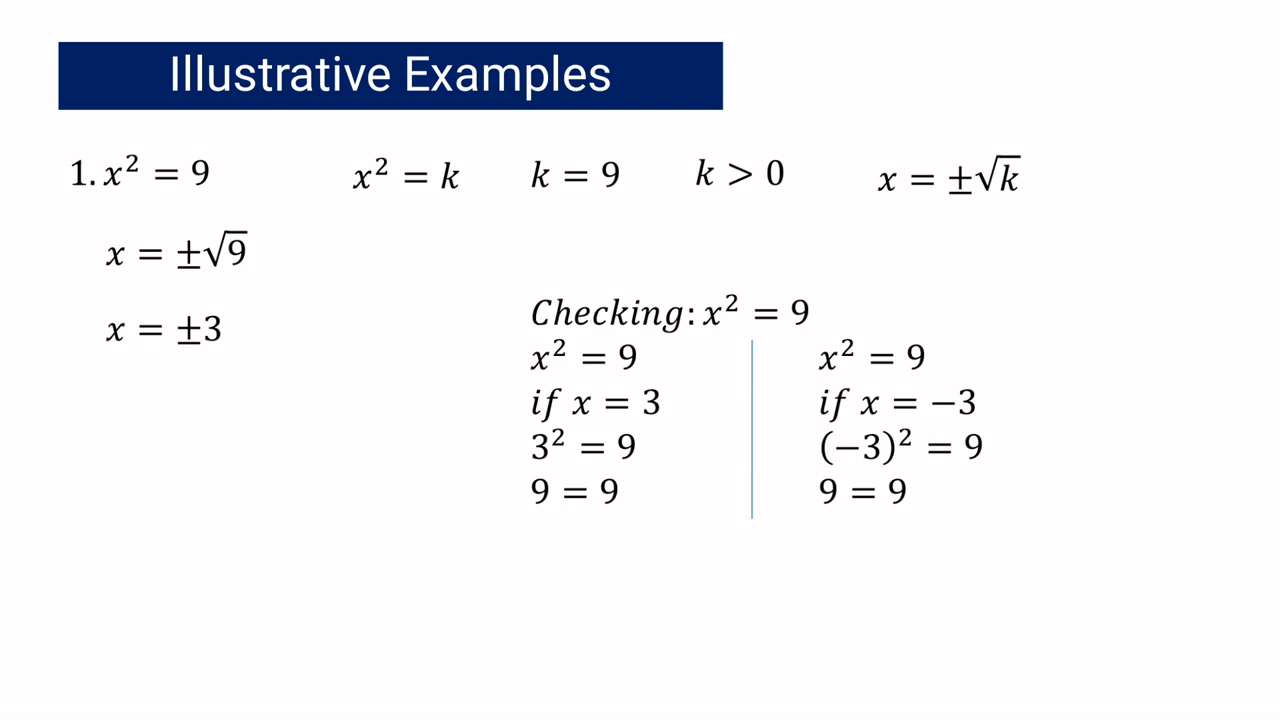 Illustrative Examples
1. x² = 9 x² = k k = 9 k > 0 x = ±√k
x = ±√9
x = ±3
Checking: x² = 9
x² = 9 x² = 9
if x = 3 if x = −3
3² = 9 (−3)² = 9
9 = 9 9 = 9